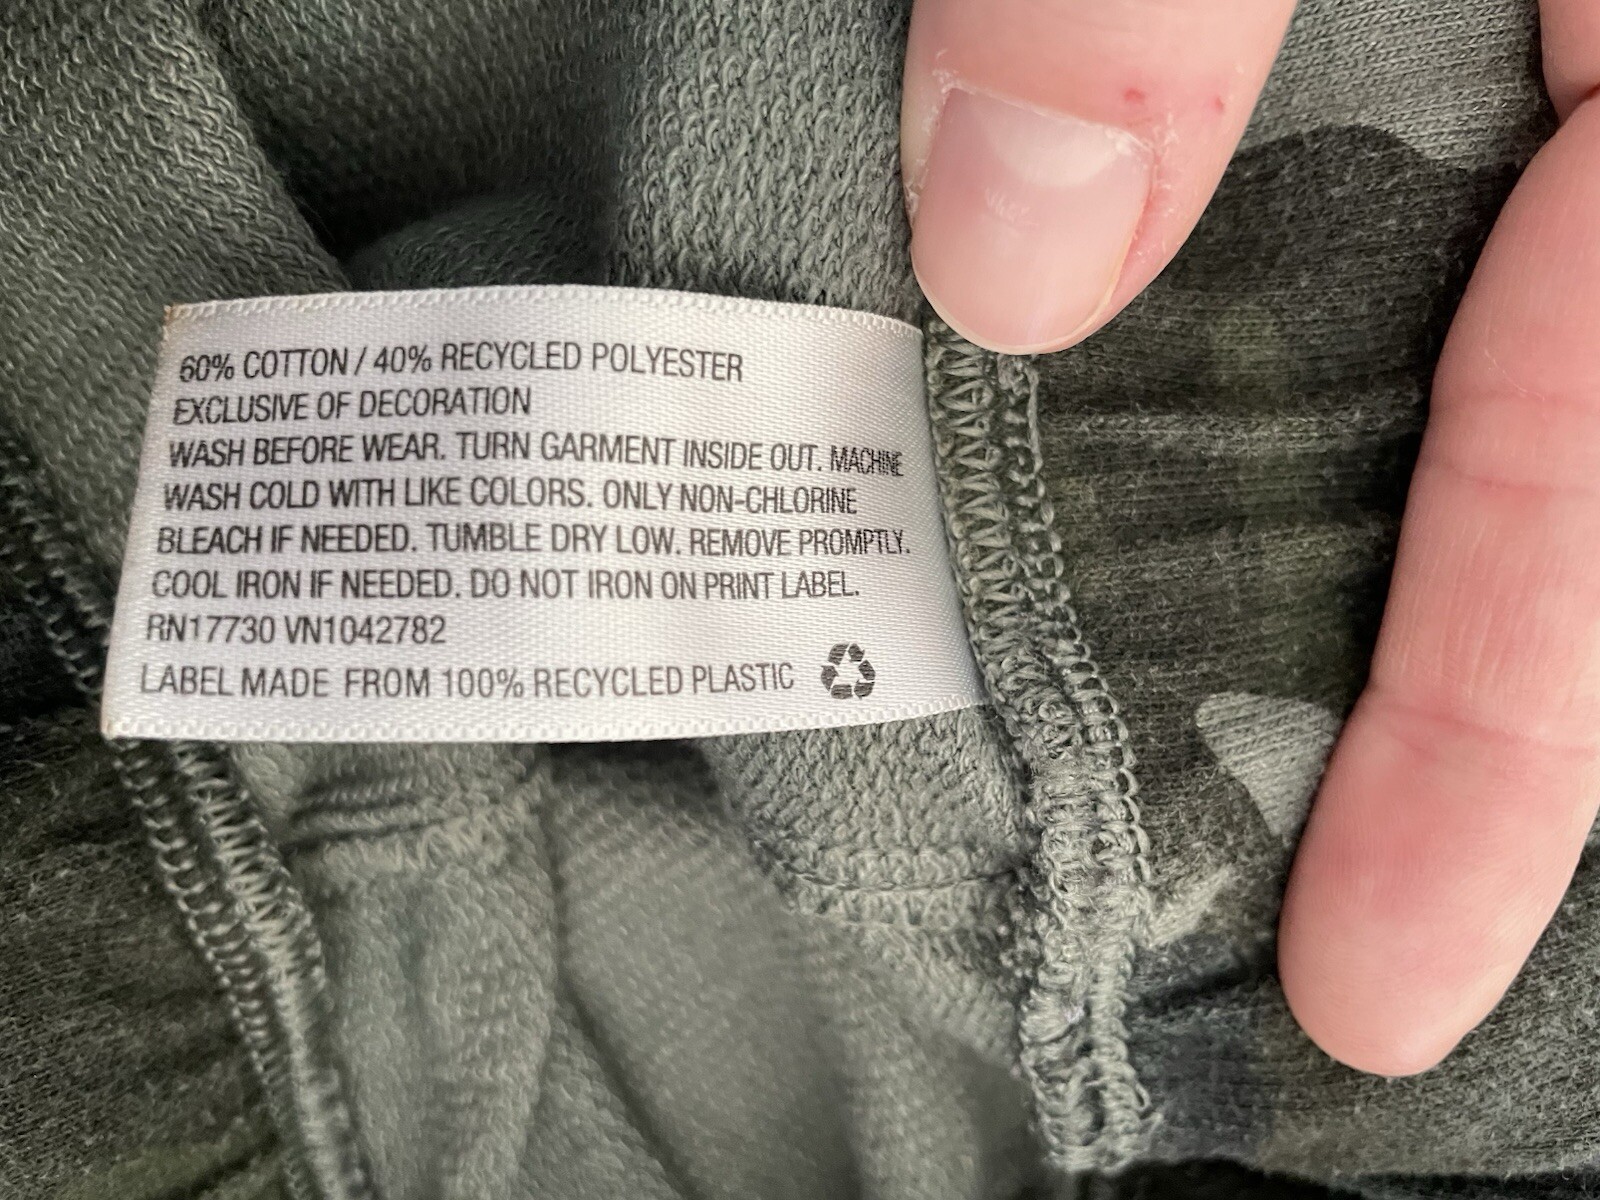 60% COTTON / 40% RECYCLED POLYESTER
EXCLUSIVE OF DECORATION
WASH BEFORE WEAR. TURN GARMENT INSIDE OUT. MACHINE
WASH COLD WITH LIKE COLORS. ONLY NON-CHLORINE
BLEACH IF NEEDED. TUMBLE DRY LOW. REMOVE PROMPTLY.
COOL IRON IF NEEDED. DO NOT IRON ON PRINT LABEL.
RN17730 VN1042782
LABEL MADE FROM 100% RECYCLED PLASTIC